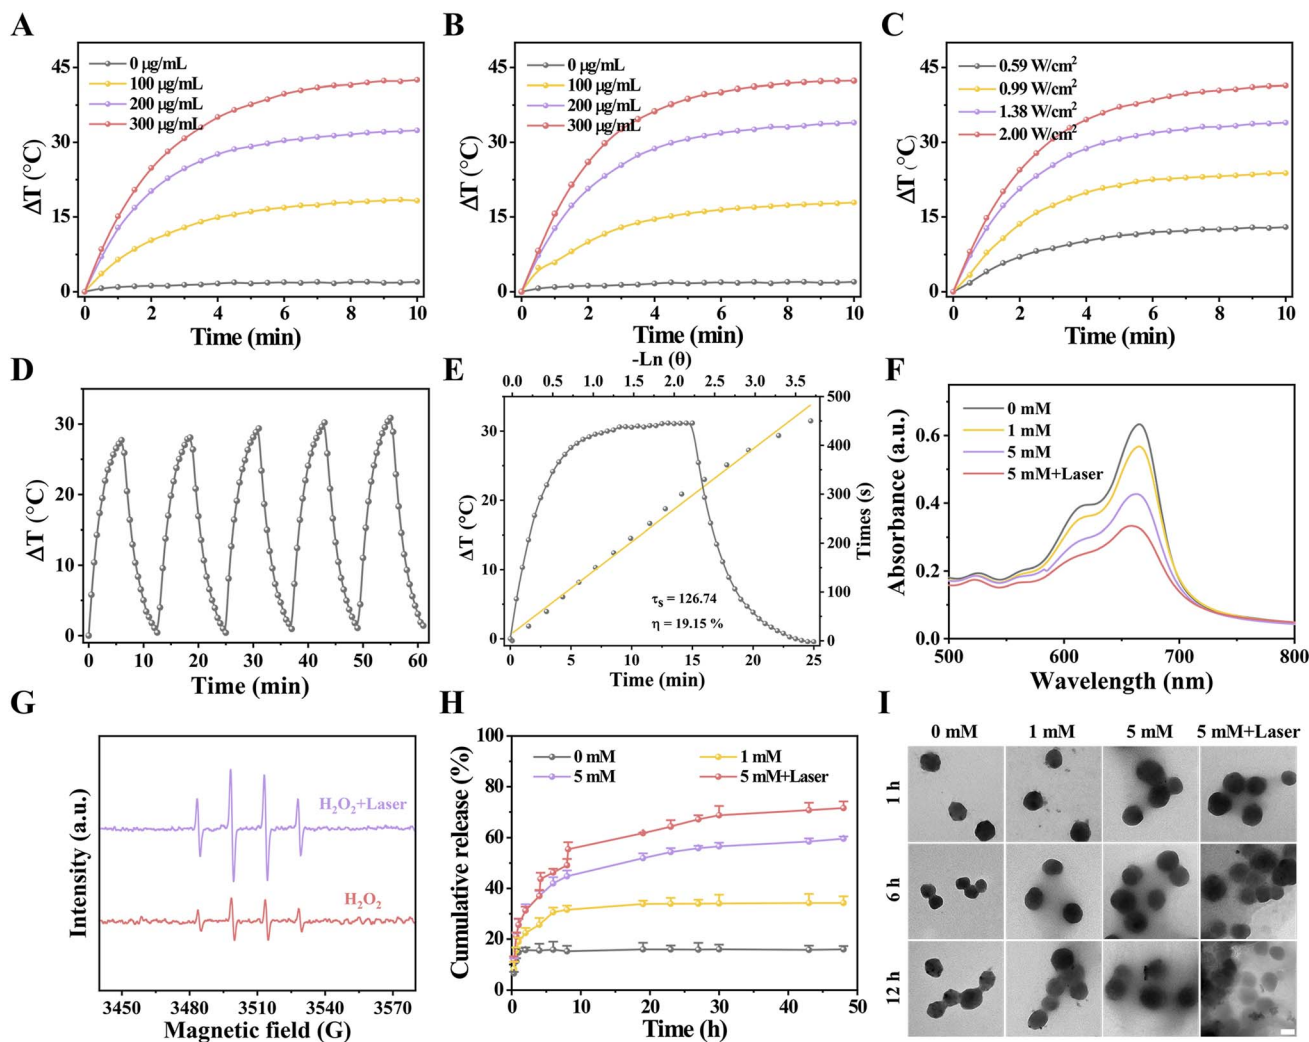 A
ΔT (°C)
45
30
15
0
0 μg/mL
100 μg/mL
200 μg/mL
300 μg/mL
0 2 4 6 8 10
Time (min)
B
ΔT (°C)
45
30
15
0
0 μg/mL
100 μg/mL
200 μg/mL
300 μg/mL
0 2 4 6 8 10
Time (min)
C
ΔT (°C)
45
30
15
0
0.59 W/cm²
0.99 W/cm²
1.38 W/cm²
2.00 W/cm²
0 2 4 6 8 10
Time (min)
D
ΔT (°C)
30
20
10
0
0 10 20 30 40 50 60
Time (min)
E
-Ln (θ)
0.0 0.6 1.2 1.8 2.4 3.0 3.6
ΔT (°C)
30
20
10
0
500
400
300
200
100
0
Times (s)
τs = 126.74
η = 19.15 %
0 5 10 15 20 25
Time (min)
F
Absorbance (a.u.)
0.6
0.4
0.2
0.0
0 mM
1 mM
5 mM
5 mM+Laser
500 600 700 800
Wavelength (nm)
G
Intensity (a.u.)
H₂O₂+Laser
H₂O₂
3450 3480 3510 3540 3570
Magnetic field (G)
H
Cumulative release (%)
100
80
60
40
20
0
0 mM 1 mM
5 mM 5 mM+Laser
0 10 20 30 40 50
Time (h)
I
0 mM 1 mM 5 mM 5 mM+Laser
1 h
6 h
12 h